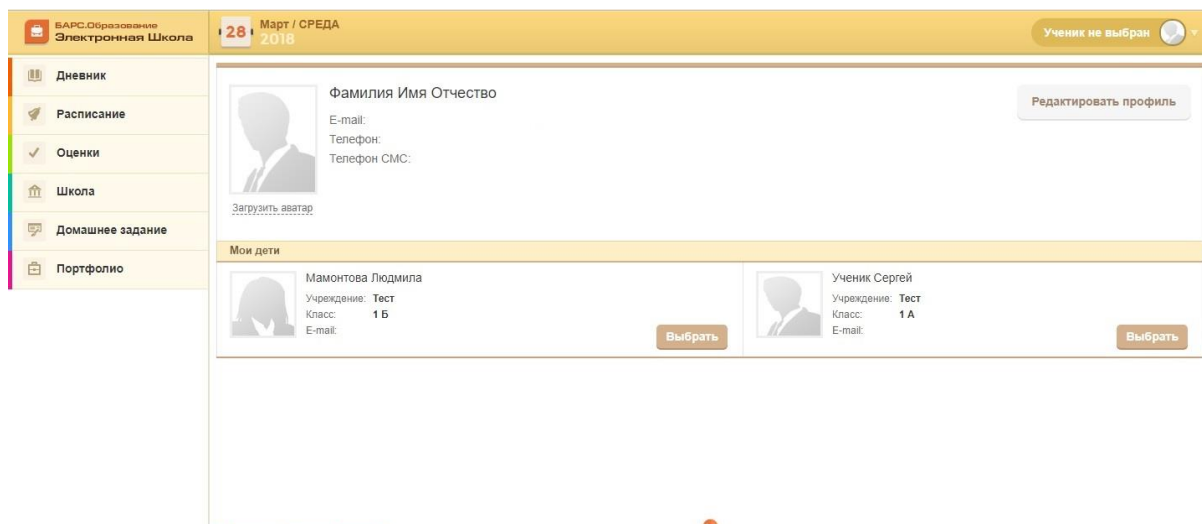 БАРС.Образование
Электронная Школа
28
Март / СРЕДА
2018
Ученик не выбран
Дневник
Расписание
Оценки
Школа
Домашнее задание
Портфолио
Фамилия Имя Отчество
E-mail:
Телефон:
Телефон СМС:
Редактировать профиль
Загрузить аватар
Мои дети
Мамонтова Людмила
Учреждение: Тест
Класс: 1 Б
E-mail:
Выбрать
Ученик Сергей
Учреждение: Тест
Класс: 1 А
E-mail:
Выбрать